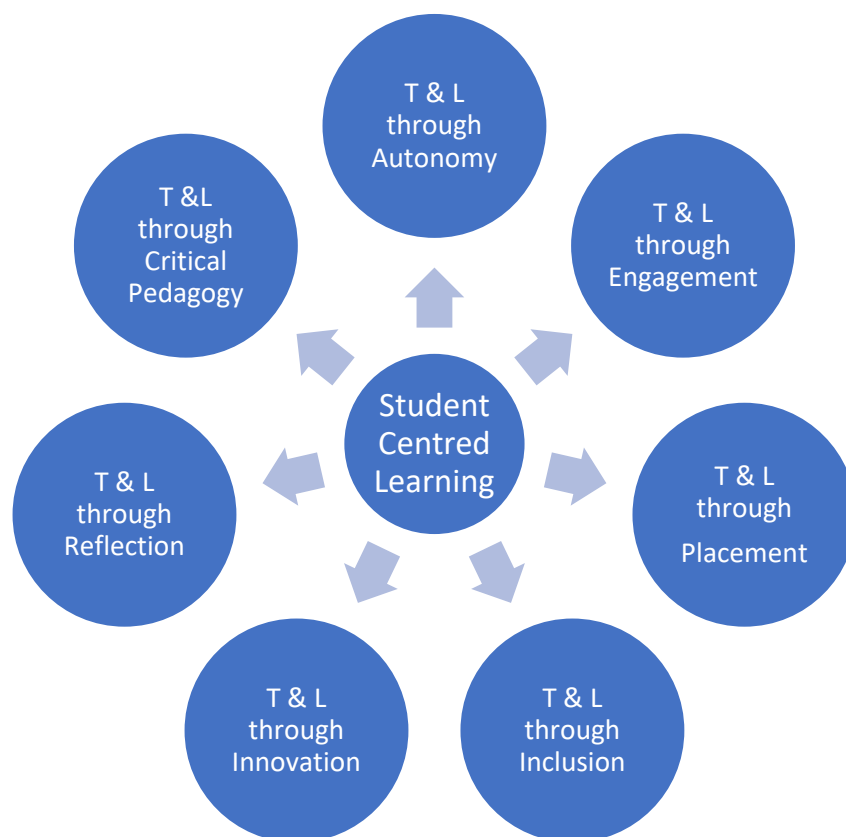 T & L
through
Autonomy
T & L
through
Engagement
T & L
through
Placement
T & L
through
Inclusion
T & L
through
Innovation
T & L
through
Reflection
T &L
through
Critical
Pedagogy
Student
Centred
Learning